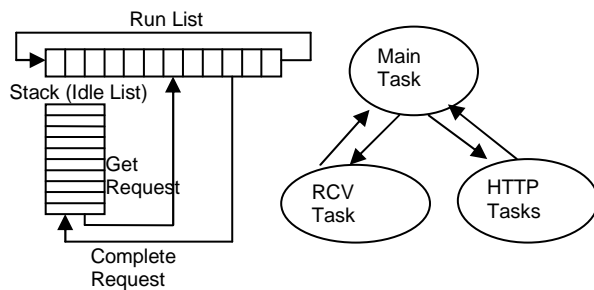 Run List
Stack (Idle List)
Get
Request
Complete
Request
Main
Task
RCV
Task
HTTP
Tasks